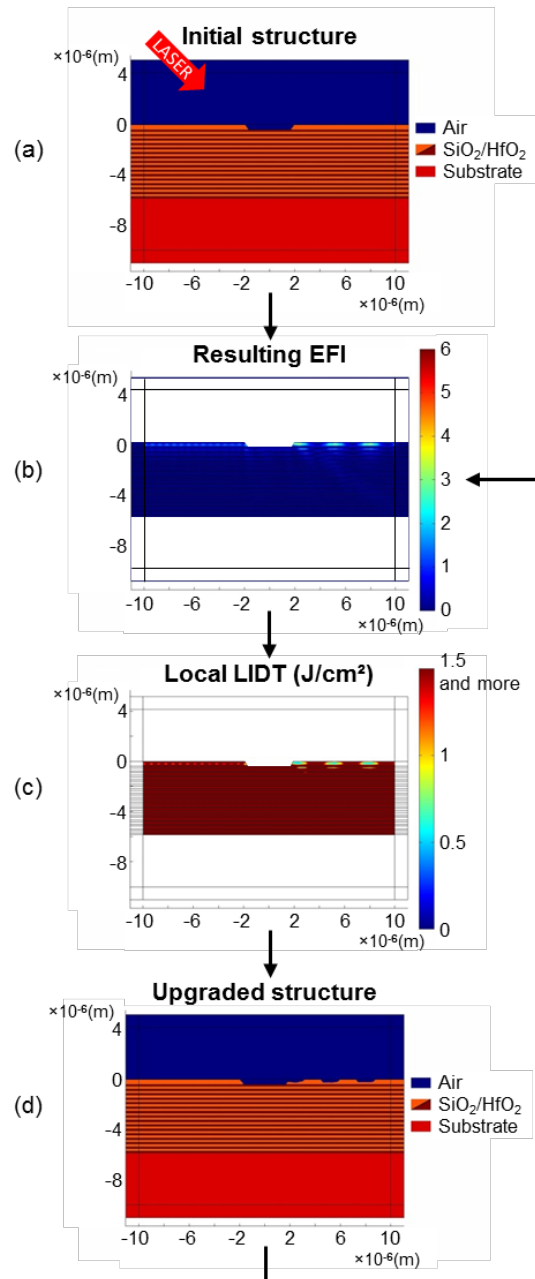 Initial structure
×10⁻⁶(m)
LASER
4
0
-4
-8
(a)
Air
SiO₂/HfO₂
Substrate
-10
-6
-2
2
6
10
×10⁻⁶(m)
Resulting EFI
×10⁻⁶(m)
4
0
-4
-8
(b)
6
5
4
3
2
1
0
-10
-6
-2
2
6
10
×10⁻⁶(m)
Local LIDT (J/cm²)
×10⁻⁶(m)
4
0
-4
-8
(c)
1.5
and more
1
0.5
0
-10
-6
-2
2
6
10
×10⁻⁶(m)
Upgraded structure
×10⁻⁶(m)
4
0
-4
-8
(d)
Air
SiO₂/HfO₂
Substrate
-10
-6
-2
2
6
10
×10⁻⁶(m)